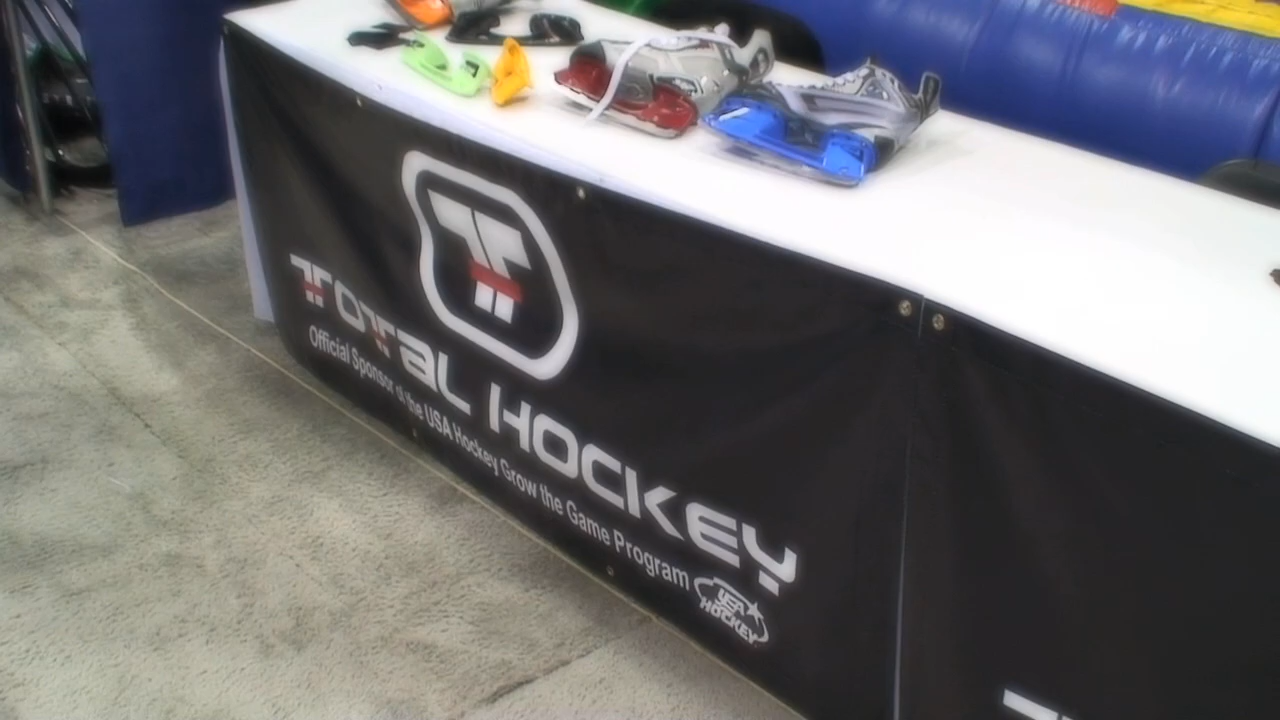 TOTAL HOCKEY
Official Sponsor of the USA Hockey Grow the Game Program
USA
HOCKEY